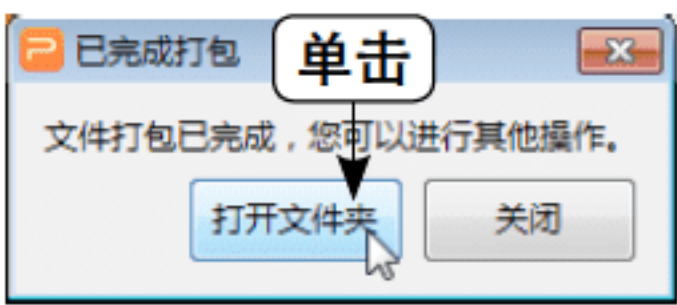 已完成打包
单击
文件打包已完成，您可以进行其他操作。
打开文件夹
关闭